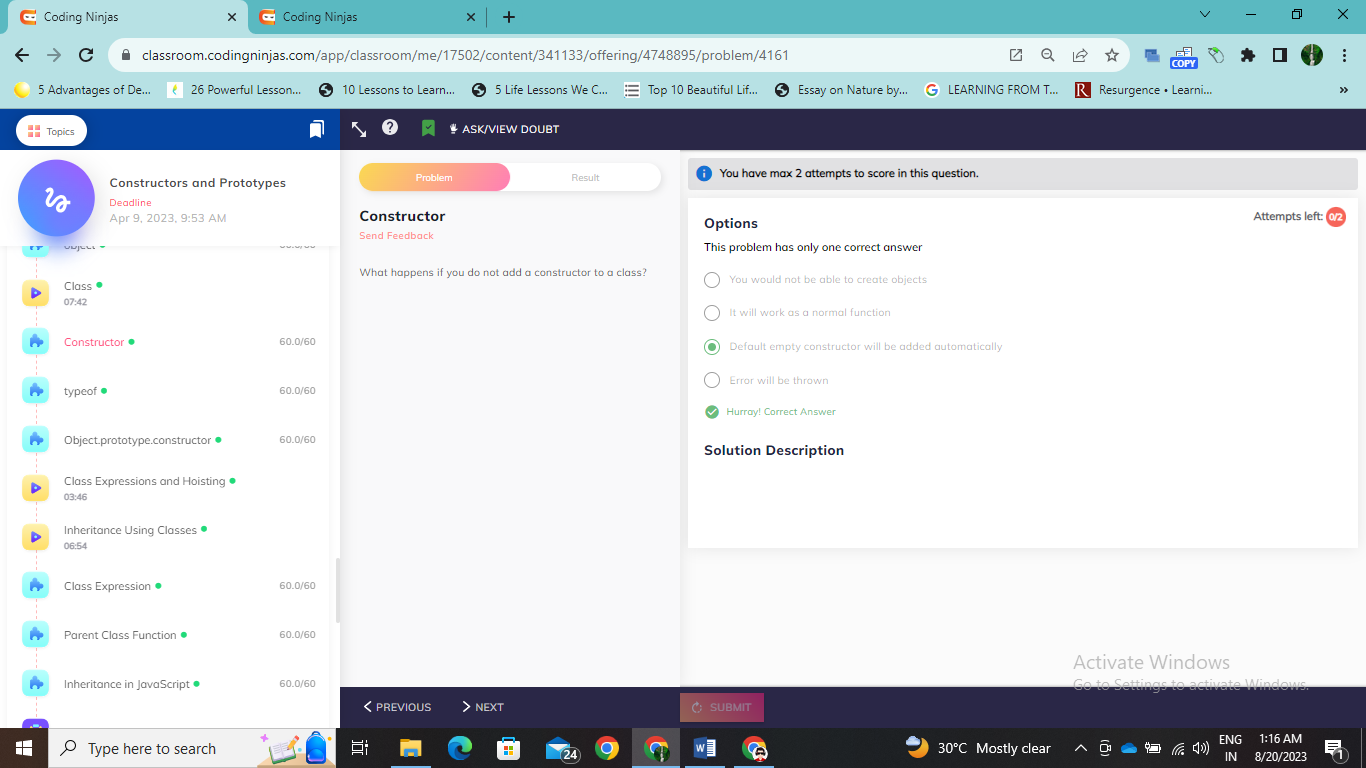 Coding Ninjas
Coding Ninjas
classroom.codingninjas.com/app/classroom/me/17502/content/341133/offering/4748895/problem/4161
COPY
5 Advantages of De...
26 Powerful Lesson...
10 Lessons to Learn...
5 Life Lessons We C...
Top 10 Beautiful Lif...
Essay on Nature by...
LEARNING FROM T...
Resurgence • Learni...
»
Topics
ASK/VIEW DOUBT
Constructors and Prototypes
Deadline
Apr 9, 2023, 9:53 AM
object
60.0/60
Class
07:42
Constructor
60.0/60
typeof
60.0/60
Object.prototype.constructor
60.0/60
Class Expressions and Hoisting
03:46
Inheritance Using Classes
06:54
Class Expression
60.0/60
Parent Class Function
60.0/60
Inheritance in JavaScript
60.0/60
Problem
Result
Constructor
Send Feedback
What happens if you do not add a constructor to a class?
You have max 2 attempts to score in this question.
Options
Attempts left: 0/2
This problem has only one correct answer
You would not be able to create objects
It will work as a normal function
Default empty constructor will be added automatically
Error will be thrown
Hurray! Correct Answer
Solution Description
Activate Windows
Go to Settings to activate Windows.
PREVIOUS
NEXT
SUBMIT
Type here to search
24
30°C Mostly clear
ENG
IN
1:16 AM
8/20/2023
1